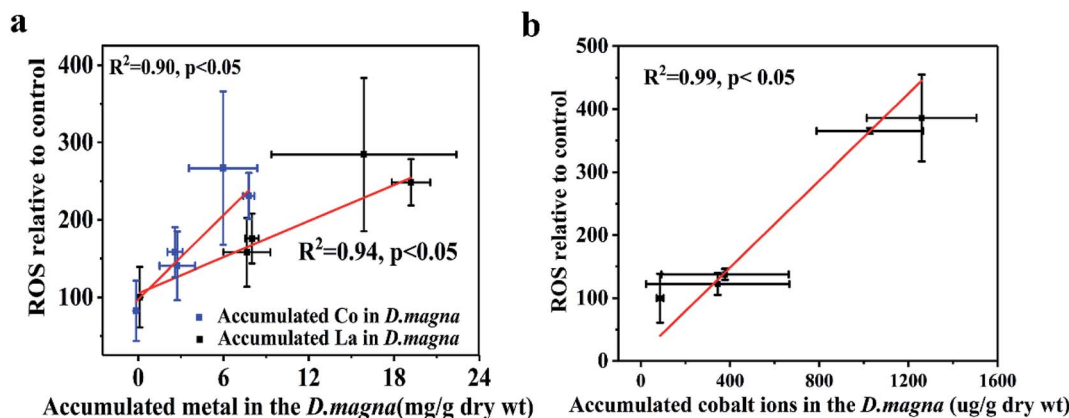 a
R²=0.90, p<0.05
400
300
200
100
0
ROS relative to control
R²=0.94, p<0.05
Accumulated Co in D.magna
Accumulated La in D.magna
0 6 12 18 24
Accumulated metal in the D.magna(mg/g dry wt)
b
R²=0.99, p< 0.05
500
400
300
200
100
0
ROS relative to control
0 400 800 1200 1600
Accumulated cobalt ions in the D.magna (ug/g dry wt)